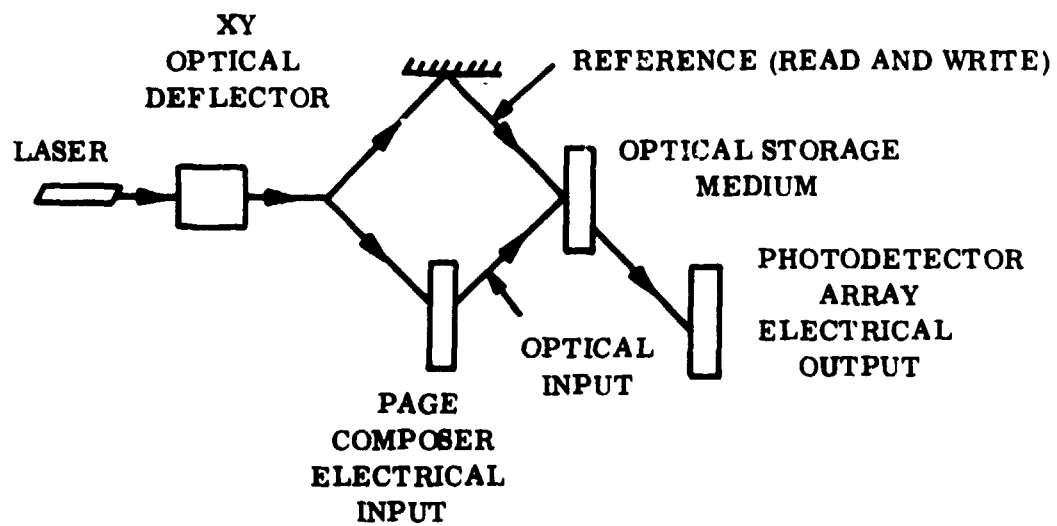 XY
OPTICAL
DEFLECTOR
REFERENCE (READ AND WRITE)
LASER
OPTICAL STORAGE
MEDIUM
PHOTODETECTOR
ARRAY
ELECTRICAL
OUTPUT
OPTICAL
INPUT
PAGE
COMPOSER
ELECTRICAL
INPUT